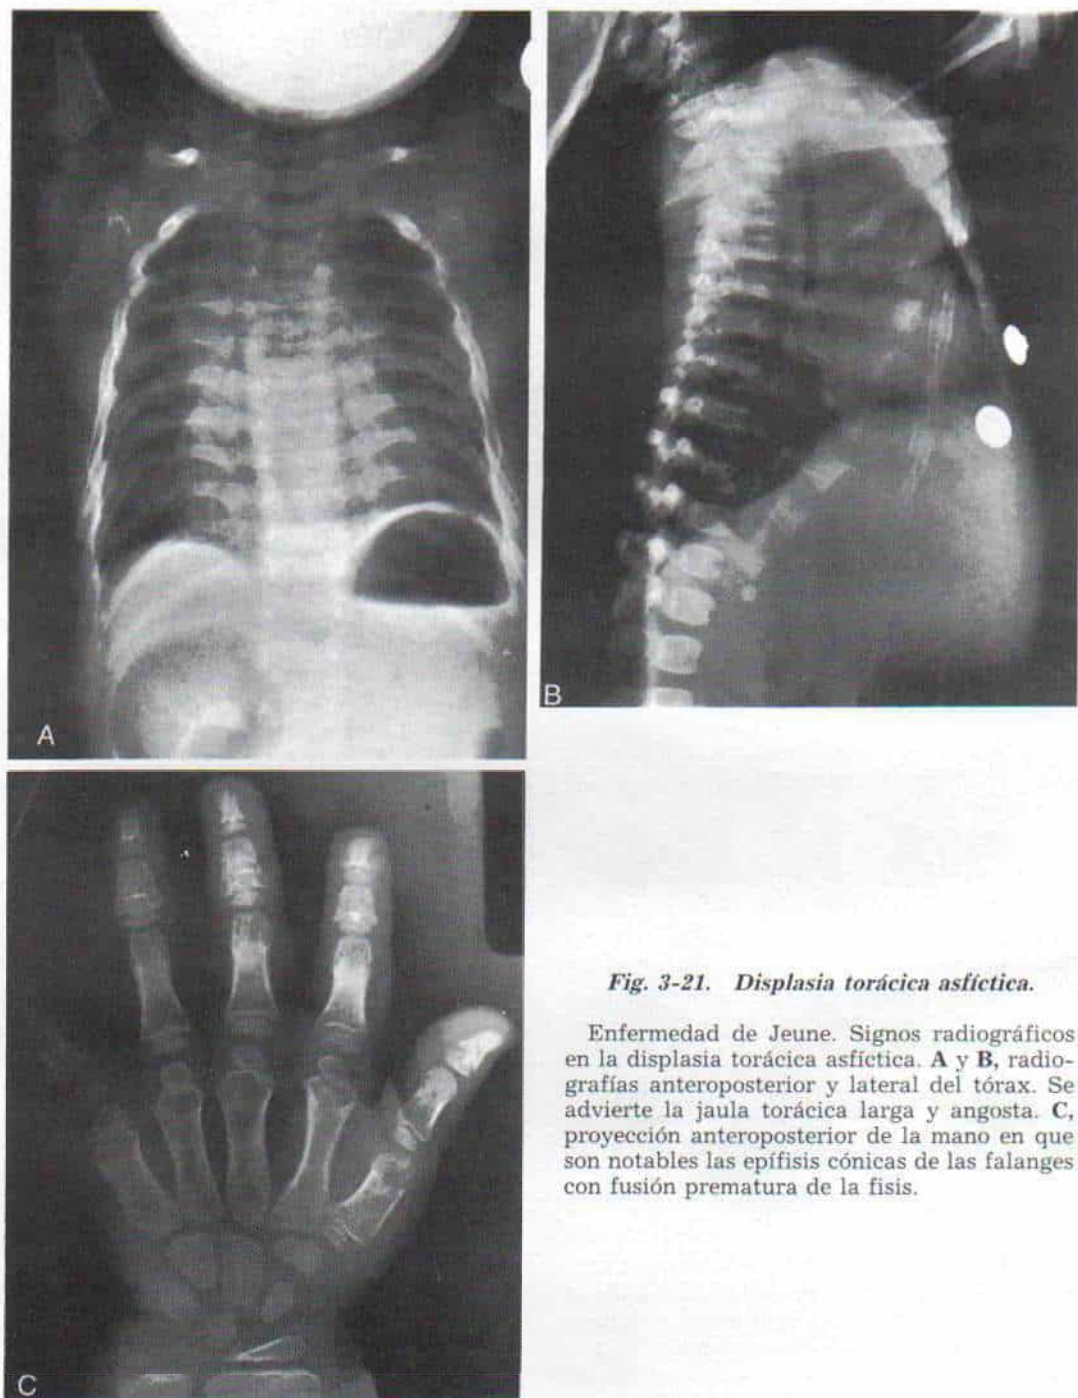 A
B
C
Fig. 3-21. Displasia torácica asfíctica.
Enfermedad de Jeune. Signos radiográficos
en la displasia torácica asfíctica. A y B, radio-
grafías anteroposterior y lateral del tórax. Se
advierte la jaula torácica larga y angosta. C,
proyección anteroposterior de la mano en que
son notables las epífisis cónicas de las falanges
con fusión prematura de la fisis.